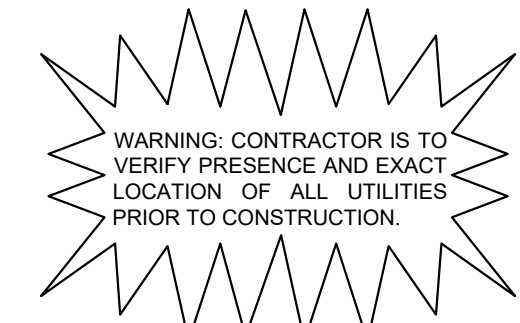 WARNING: CONTRACTOR IS TO
VERIFY PRESENCE AND EXACT
LOCATION OF ALL UTILITIES
PRIOR TO CONSTRUCTION.